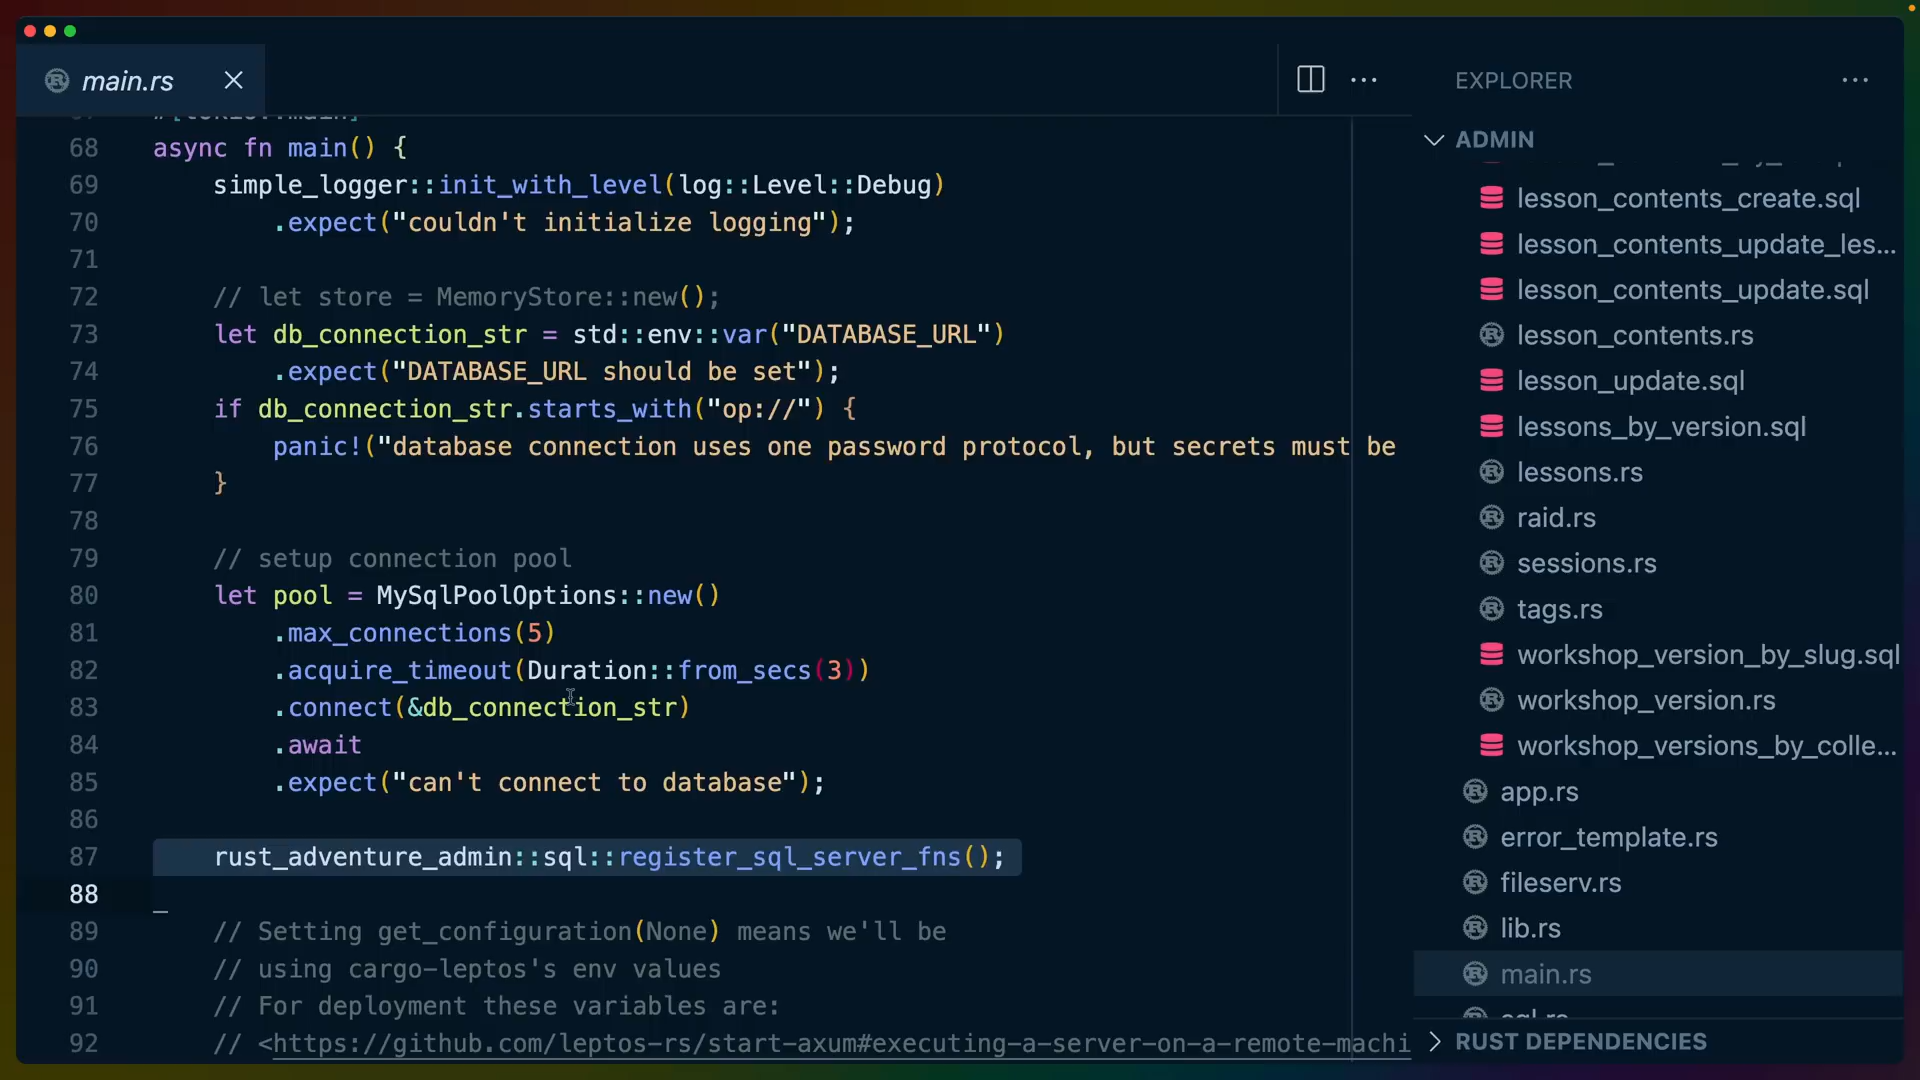 main.rs
68 async fn main() {
69 simple_logger::init_with_level(log::Level::Debug)
70 .expect("couldn't initialize logging");
71
72 // let store = MemoryStore::new();
73 let db_connection_str = std::env::var("DATABASE_URL")
74 .expect("DATABASE_URL should be set");
75 if db_connection_str.starts_with("op://") {
76 panic!("database connection uses one password protocol, but secrets must be
77 }
78
79 // setup connection pool
80 let pool = MySqlPoolOptions::new()
81 .max_connections(5)
82 .acquire_timeout(Duration::from_secs(3))
83 .connect(&db_connection_str)
84 .await
85 .expect("can't connect to database");
86
87 rust_adventure_admin::sql::register_sql_server_fns();
88
89 // Setting get_configuration(None) means we'll be
90 // using cargo-leptos's env values
91 // For deployment these variables are:
92 // <https://github.com/leptos-rs/start-axum#executing-a-server-on-a-remote-machi
EXPLORER
ADMIN
lesson_contents_create.sql
lesson_contents_update_les...
lesson_contents_update.sql
lesson_contents.rs
lesson_update.sql
lessons_by_version.sql
lessons.rs
raid.rs
sessions.rs
tags.rs
workshop_version_by_slug.sql
workshop_version.rs
workshop_versions_by_colle...
app.rs
error_template.rs
fileserv.rs
lib.rs
main.rs
RUST DEPENDENCIES